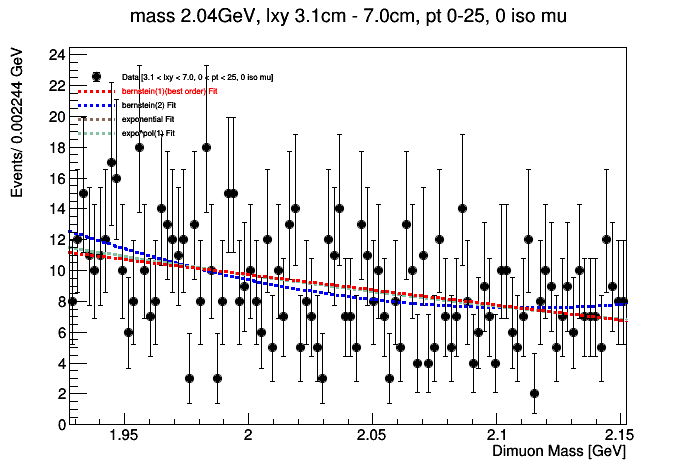 mass 2.04GeV, lxy 3.1cm - 7.0cm, pt 0-25, 0 iso mu
Events/ 0.002244 GeV
24
22
20
18
16
14
12
10
8
6
4
2
0
Data [3.1 < lxy < 7.0, 0 < pt < 25, 0 iso mu]
bernstein(1)(best order) Fit
bernstein(2) Fit
exponential Fit
expo*pol(1) Fit
1.95
2
2.05
2.1
2.15
Dimuon Mass [GeV]